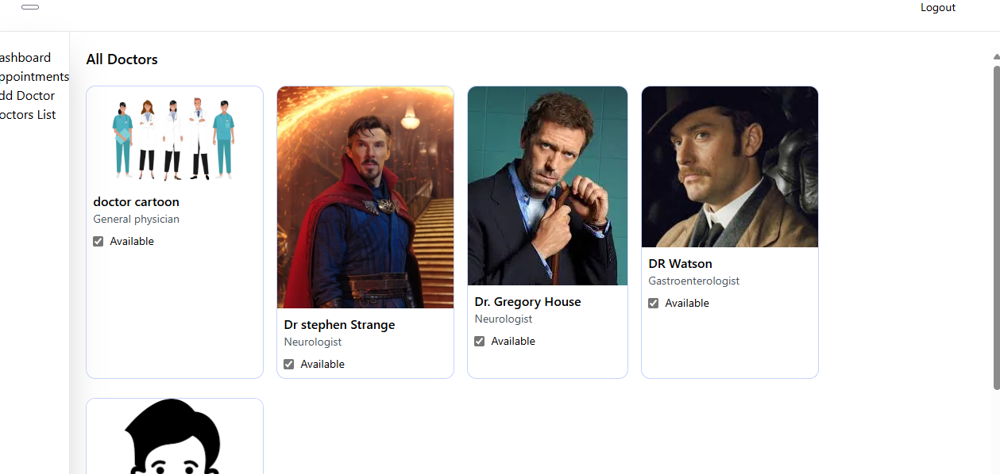 Logout
ashboard
ppointments
dd Doctor
octors List
All Doctors
doctor cartoon
General physician
Available
Dr stephen Strange
Neurologist
Available
Dr. Gregory House
Neurologist
Available
DR Watson
Gastroenterologist
Available